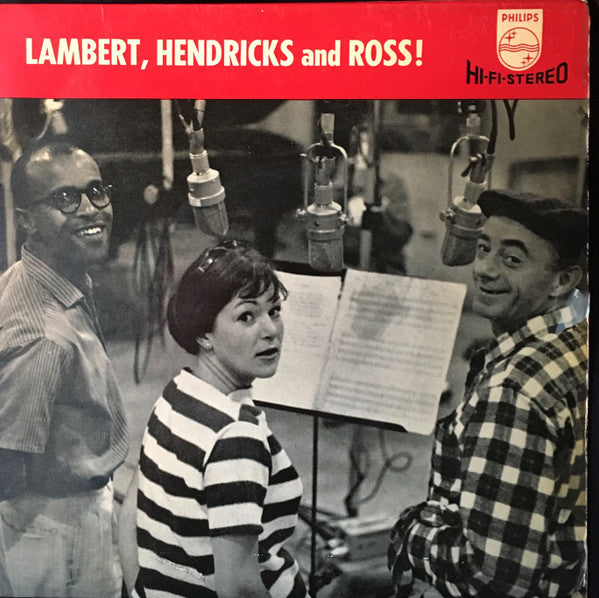 LAMBERT, HENDRICKS and ROSS!
PHILIPS
HI-FI-STEREO